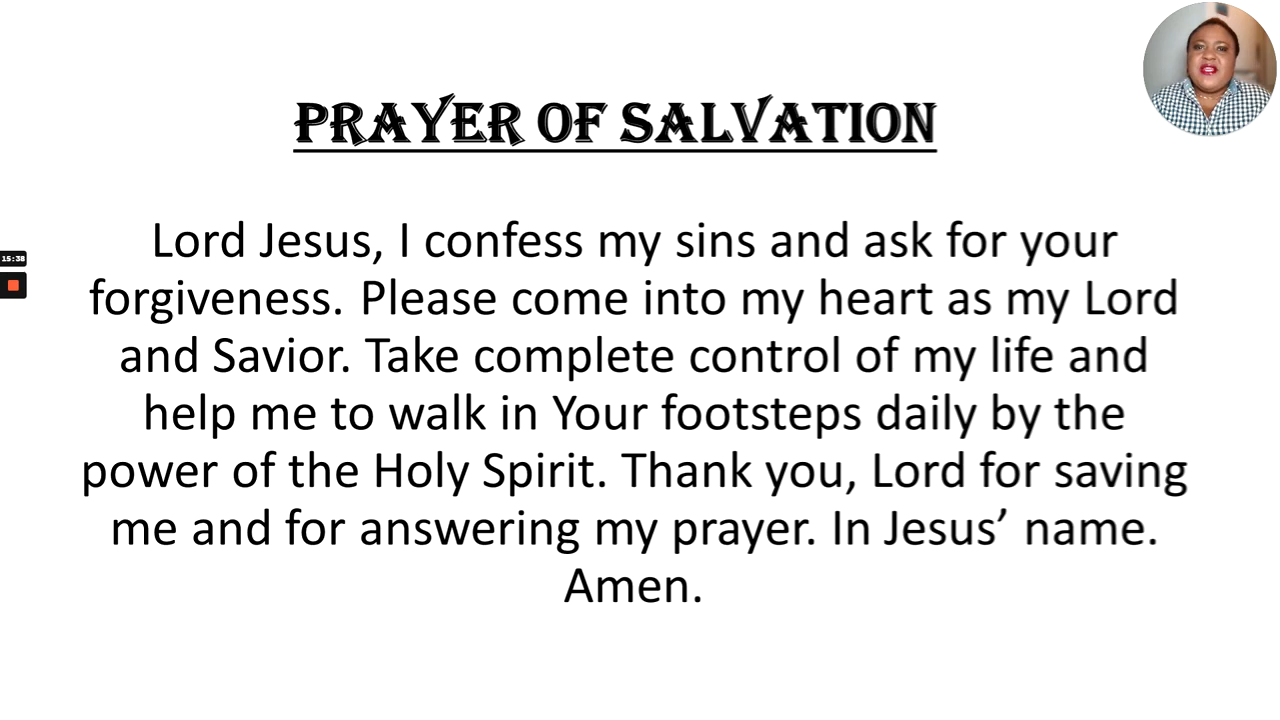 PRAYER OF SALVATION
15:38
Lord Jesus, I confess my sins and ask for your
forgiveness. Please come into my heart as my Lord
and Savior. Take complete control of my life and
help me to walk in Your footsteps daily by the
power of the Holy Spirit. Thank you, Lord for saving
me and for answering my prayer. In Jesus’ name.
Amen.